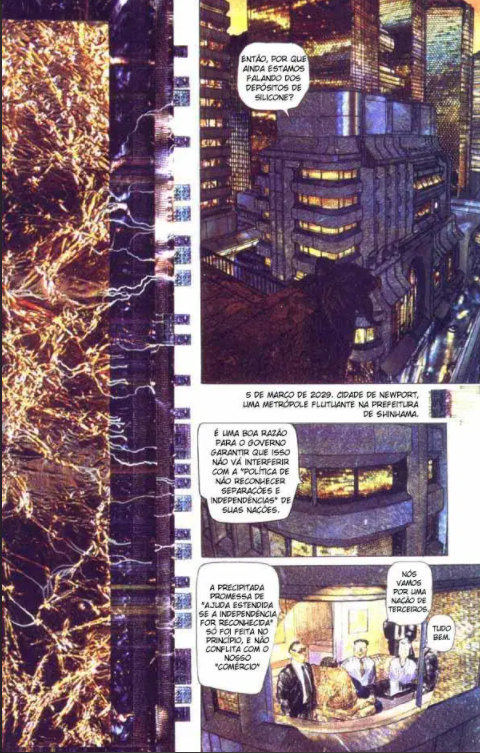 ENTÃO, POR QUE
AINDA ESTAMOS
FALANDO DOS
DEPÓSITOS DE
SILICONE?
5 DE MARÇO DE 2029. CIDADE DE NEWPORT,
UMA METRÓPOLE FLUTUANTE NA PREFEITURA
DE SHINHAMA.
É UMA BOA RAZÃO
PARA O GOVERNO
GARANTIR QUE ISSO
NÃO VÁ INTERFERIR
COM A "POLÍTICA DE
NÃO RECONHECER
SEPARAÇÕES E
INDEPENDÊNCIAS" DE
SUAS NAÇÕES.
A PRECIPITADA
PROMESSA DE
"AJUDA ESTENDIDA
SE A INDEPENDÊNCIA
FOR RECONHECIDA"
SÓ FOI FEITA NO
PRINCÍPIO, E NÃO
CONFLITA COM O
NOSSO
"COMÉRCIO"
NÓS
VAMOS
POR UMA
NAÇÃO DE
TERCEIROS.
TUDO
BEM.